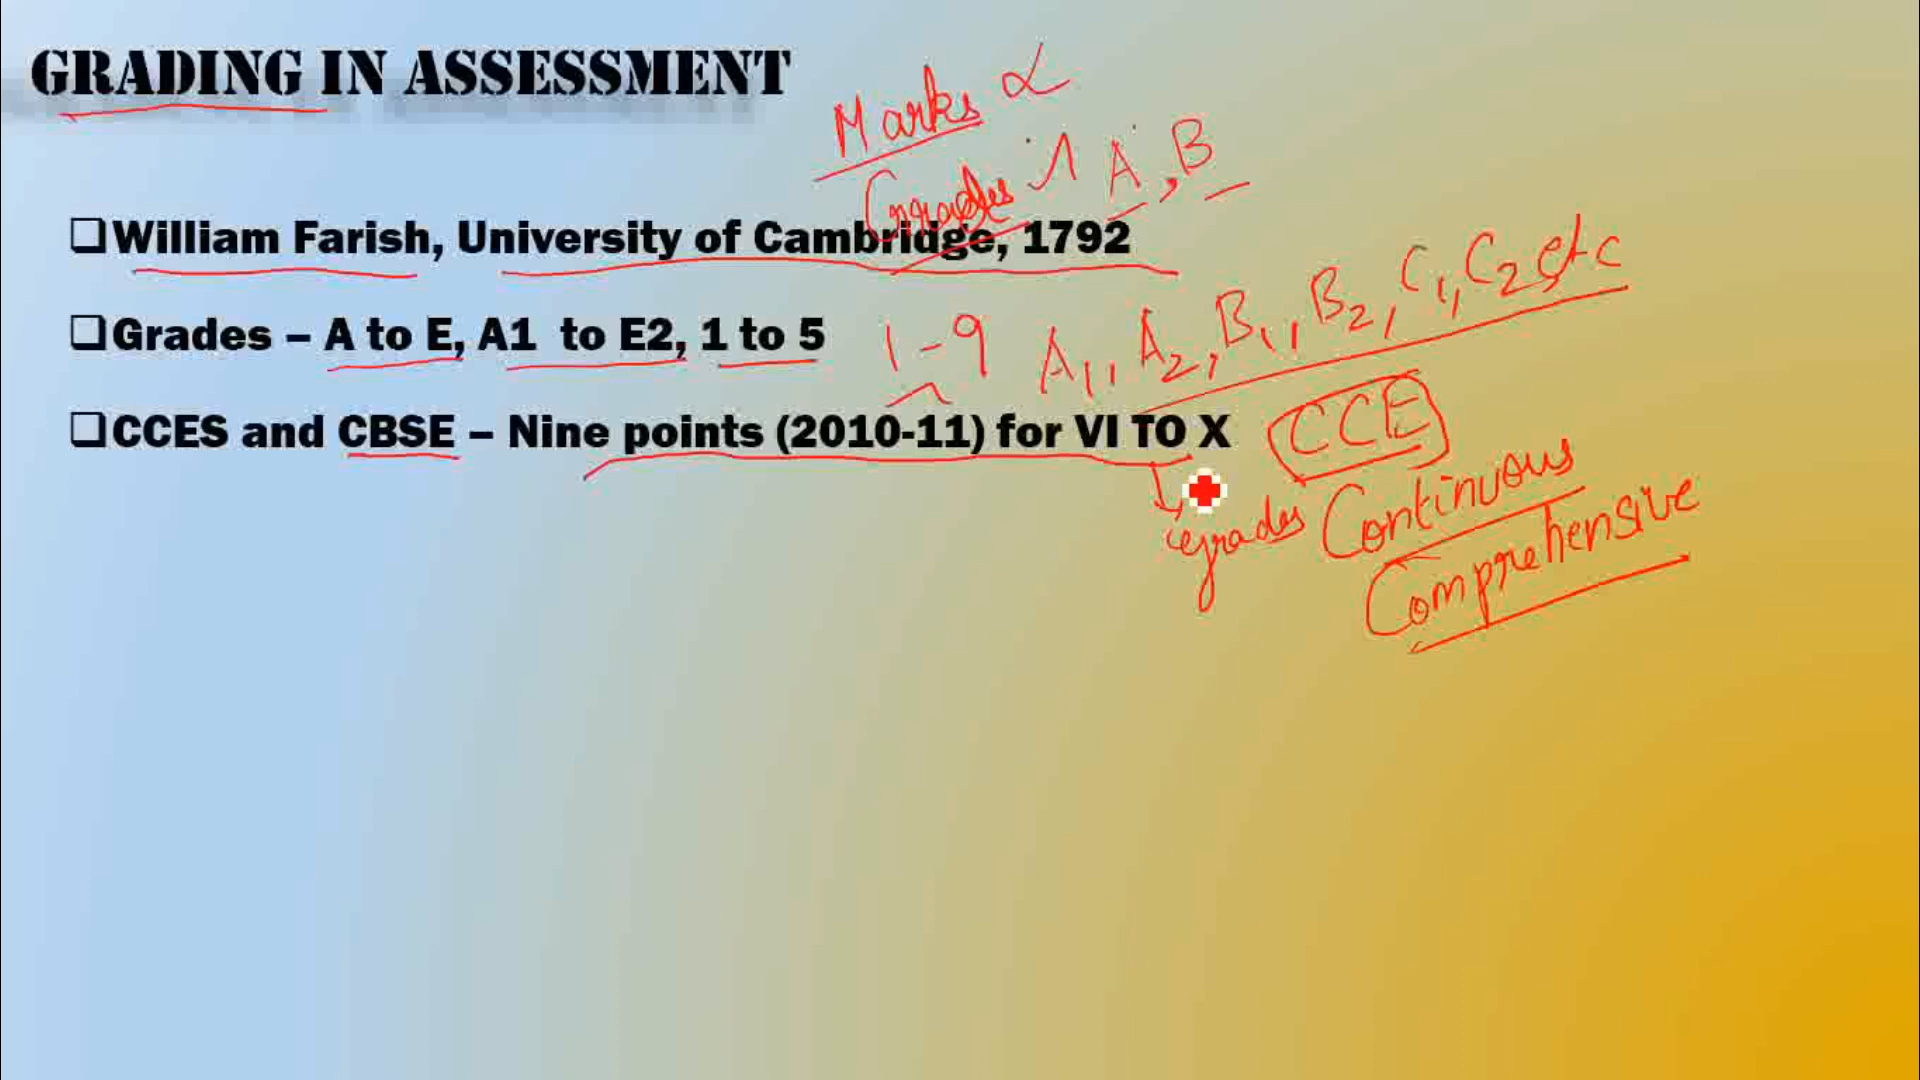 GRADING IN ASSESSMENT
Marks
Grades A, B
❑William Farish, University of Cambridge, 1792
❑Grades – A to E, A1 to E2, 1 to 5
1-9 A1, A2, B1, B2, C1, C2 etc
❑CCES and CBSE – Nine points (2010-11) for VI TO X
CCE
grades Continuous
Comprehensive